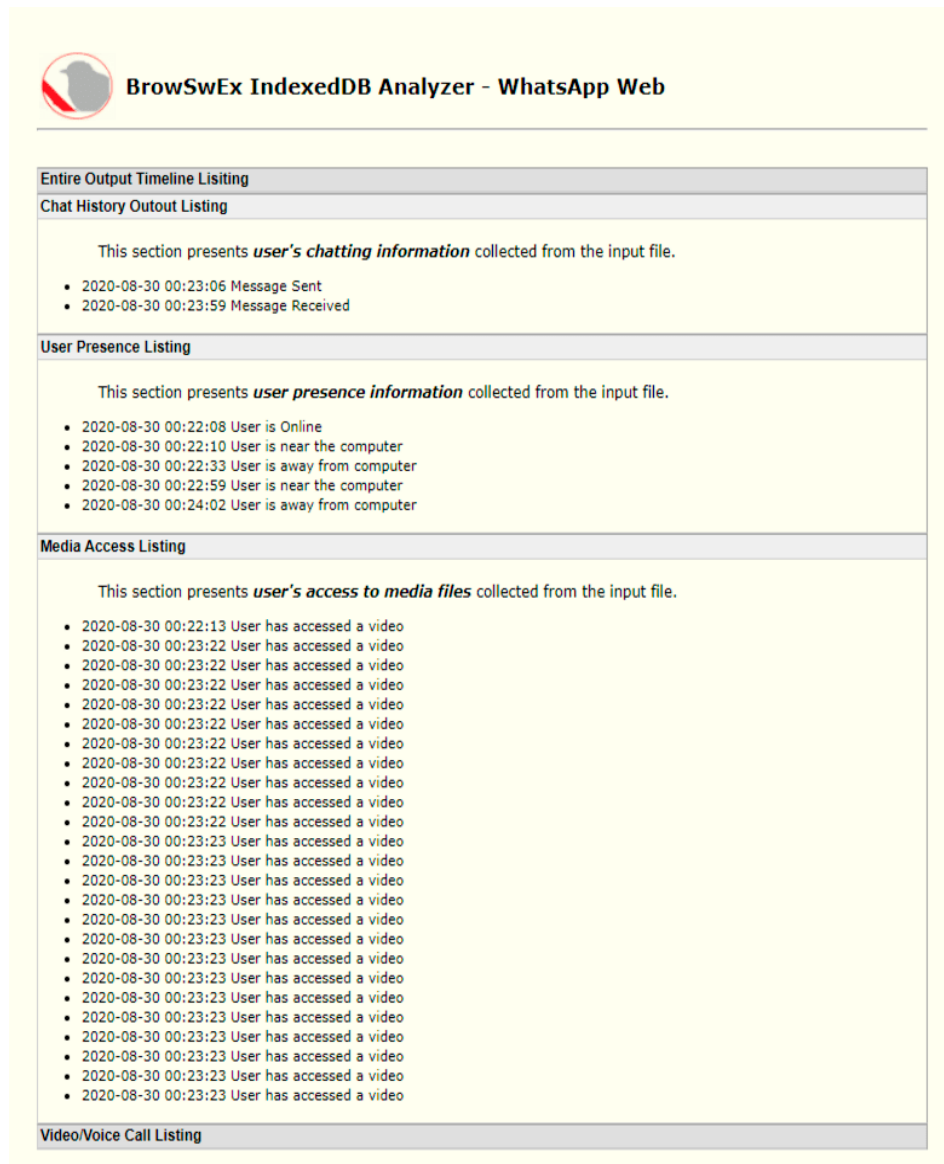 BrowSwEx IndexedDB Analyzer - WhatsApp Web
Entire Output Timeline Lisiting
Chat History Outout Listing
This section presents user's chatting information collected from the input file.
• 2020-08-30 00:23:06 Message Sent
• 2020-08-30 00:23:59 Message Received
User Presence Listing
This section presents user presence information collected from the input file.
• 2020-08-30 00:22:08 User is Online
• 2020-08-30 00:22:10 User is near the computer
• 2020-08-30 00:22:33 User is away from computer
• 2020-08-30 00:22:59 User is near the computer
• 2020-08-30 00:24:02 User is away from computer
Media Access Listing
This section presents user's access to media files collected from the input file.
• 2020-08-30 00:22:13 User has accessed a video
• 2020-08-30 00:23:22 User has accessed a video
• 2020-08-30 00:23:22 User has accessed a video
• 2020-08-30 00:23:22 User has accessed a video
• 2020-08-30 00:23:22 User has accessed a video
• 2020-08-30 00:23:22 User has accessed a video
• 2020-08-30 00:23:22 User has accessed a video
• 2020-08-30 00:23:22 User has accessed a video
• 2020-08-30 00:23:22 User has accessed a video
• 2020-08-30 00:23:22 User has accessed a video
• 2020-08-30 00:23:22 User has accessed a video
• 2020-08-30 00:23:23 User has accessed a video
• 2020-08-30 00:23:23 User has accessed a video
• 2020-08-30 00:23:23 User has accessed a video
• 2020-08-30 00:23:23 User has accessed a video
• 2020-08-30 00:23:23 User has accessed a video
• 2020-08-30 00:23:23 User has accessed a video
• 2020-08-30 00:23:23 User has accessed a video
• 2020-08-30 00:23:23 User has accessed a video
• 2020-08-30 00:23:23 User has accessed a video
• 2020-08-30 00:23:23 User has accessed a video
• 2020-08-30 00:23:23 User has accessed a video
• 2020-08-30 00:23:23 User has accessed a video
• 2020-08-30 00:23:23 User has accessed a video
• 2020-08-30 00:23:23 User has accessed a video
Video/Voice Call Listing